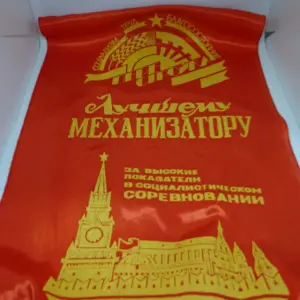 Лучшему
МЕХАНИЗАТОРУ
ЗА ВЫСОКИЕ
ПОКАЗАТЕЛИ
В СОЦИАЛИСТИЧЕСКОМ
СОРЕВНОВАНИИ